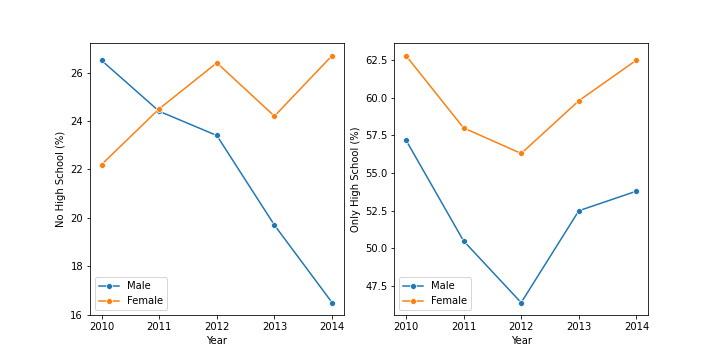 No High School (%)
26
24
22
20
18
16
Male
Female
2010 2011 2012 2013 2014
Year
Only High School (%)
62.5
60.0
57.5
55.0
52.5
50.0
47.5
Male
Female
2010 2011 2012 2013 2014
Year